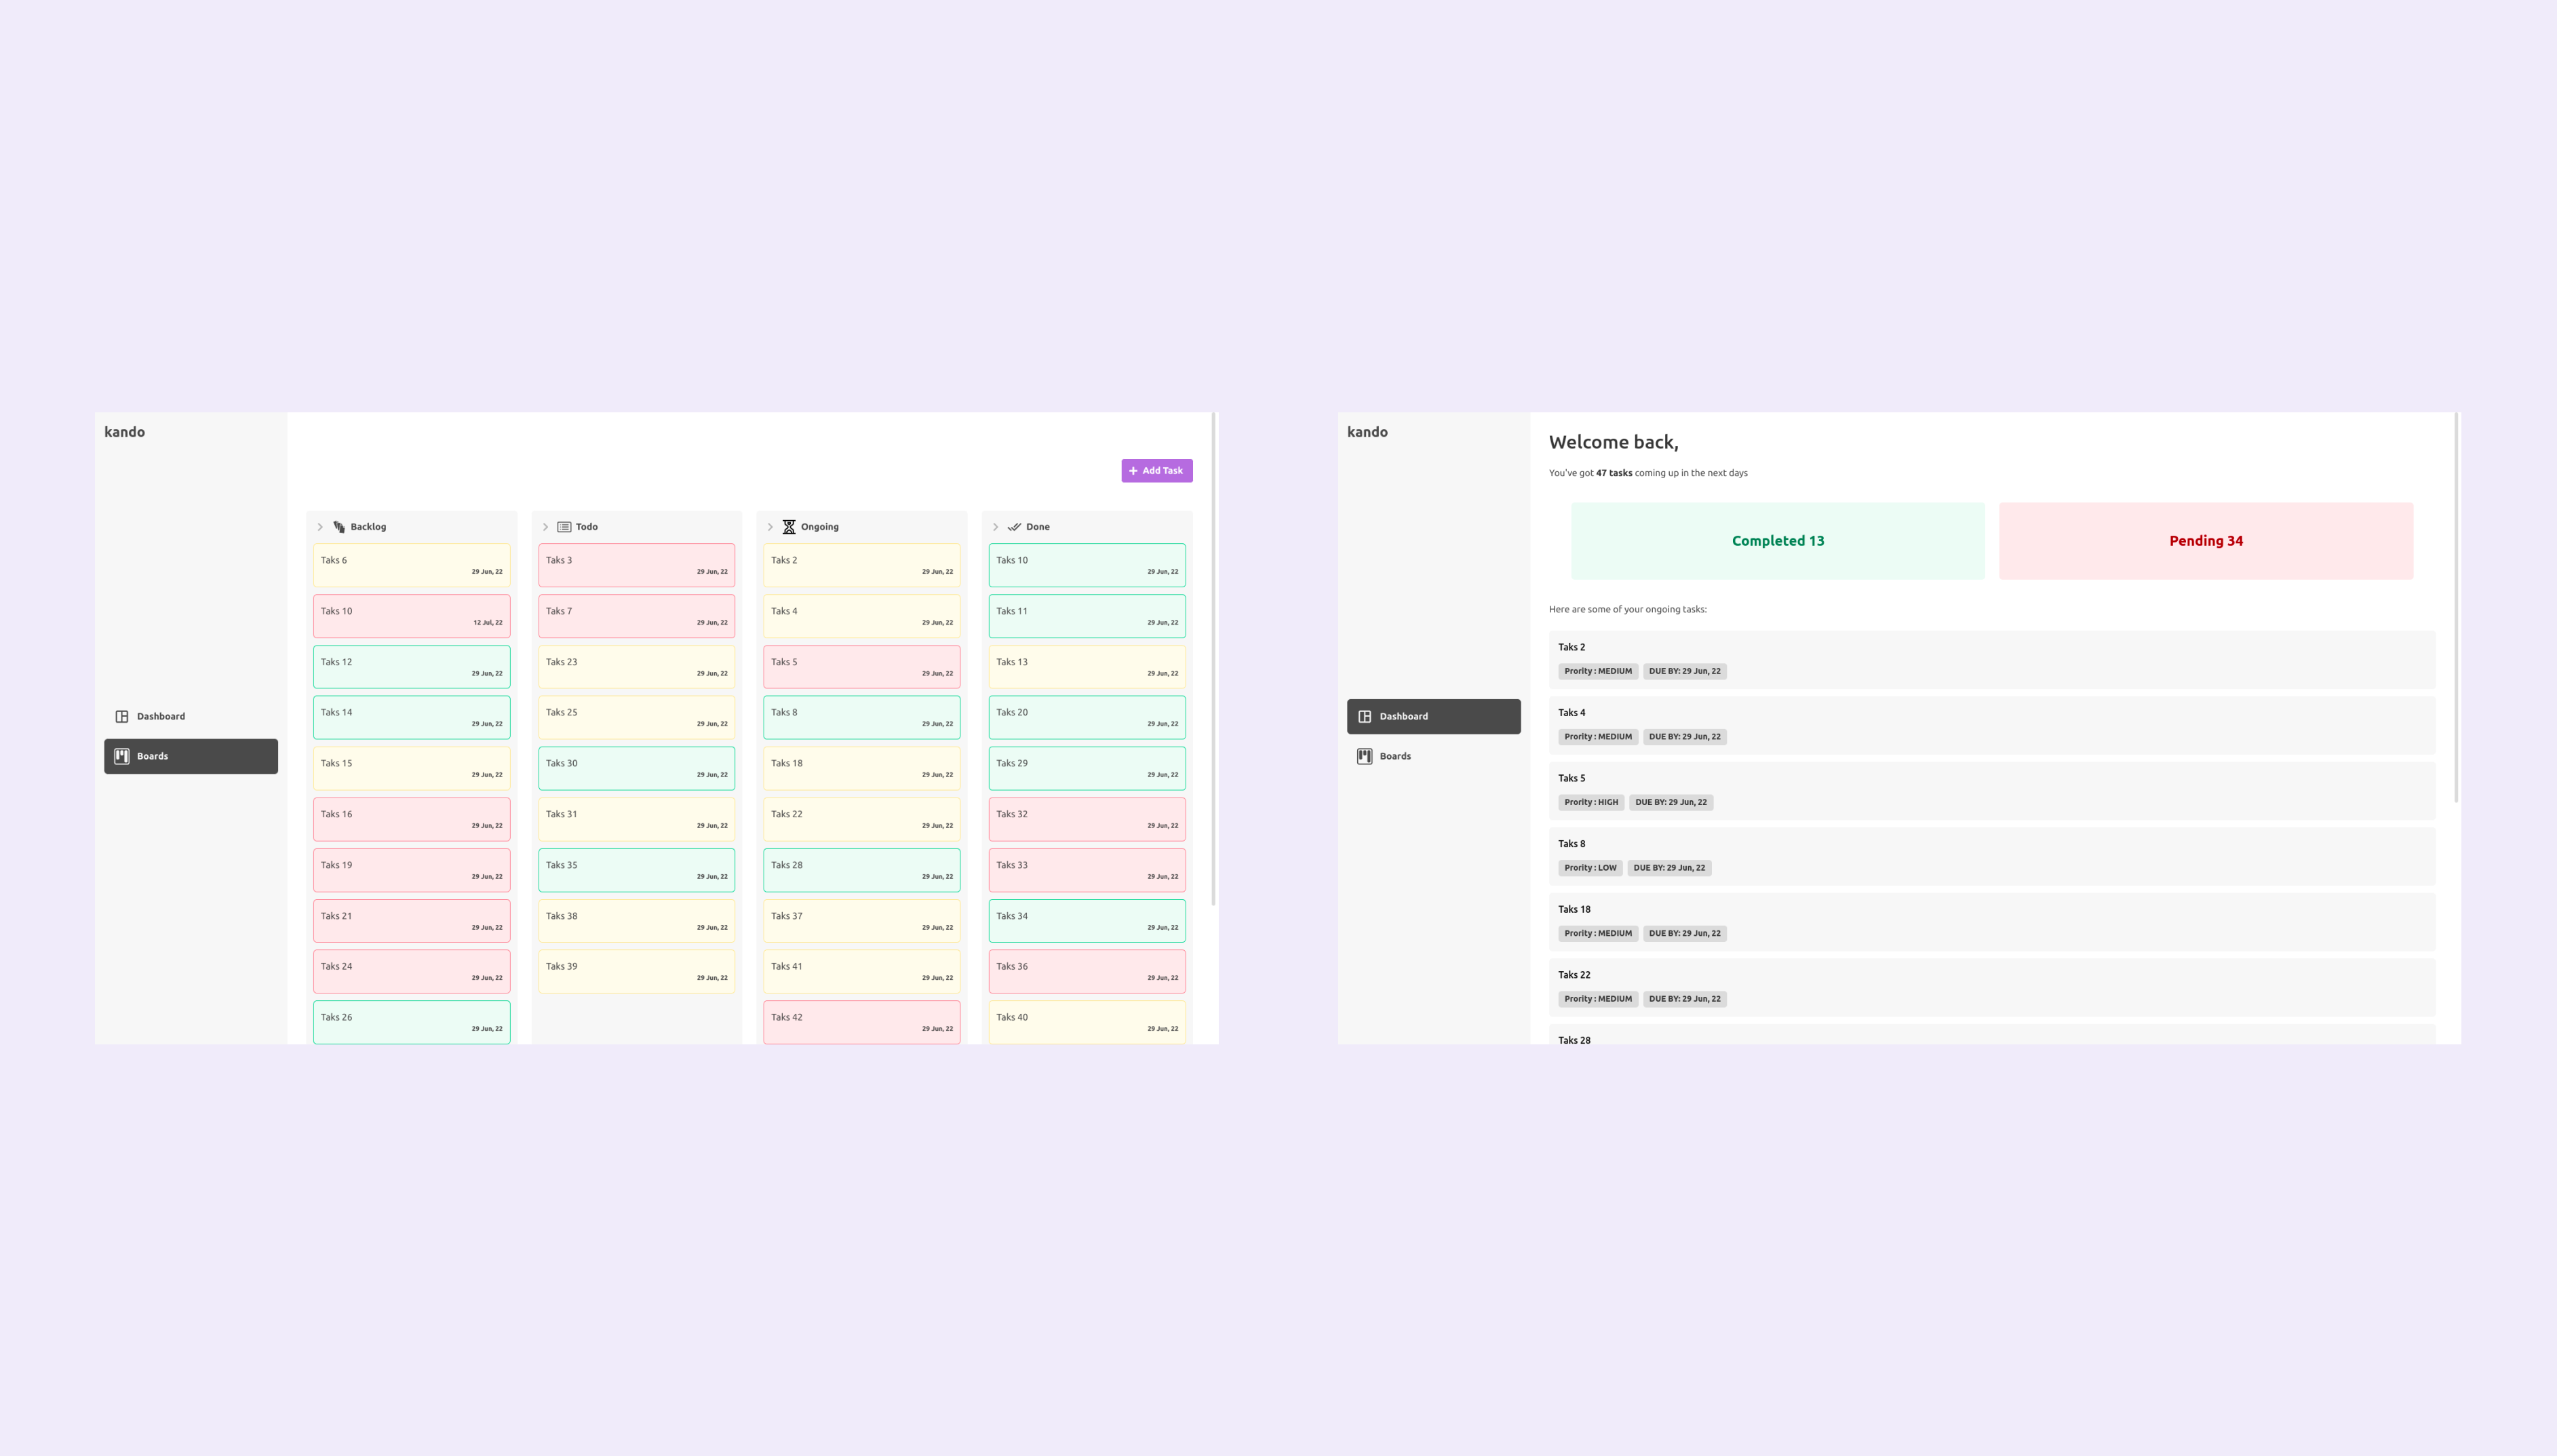 kando
+ Add Task
Dashboard
Boards
Backlog
Taks 6
29 Jun, 22
Taks 10
12 Jul, 22
Taks 12
29 Jun, 22
Taks 14
29 Jun, 22
Taks 15
29 Jun, 22
Taks 16
29 Jun, 22
Taks 19
29 Jun, 22
Taks 21
29 Jun, 22
Taks 24
29 Jun, 22
Taks 26
29 Jun, 22
Todo
Taks 3
29 Jun, 22
Taks 7
29 Jun, 22
Taks 23
29 Jun, 22
Taks 25
29 Jun, 22
Taks 30
29 Jun, 22
Taks 31
29 Jun, 22
Taks 35
29 Jun, 22
Taks 38
29 Jun, 22
Taks 39
29 Jun, 22
Ongoing
Taks 2
29 Jun, 22
Taks 4
29 Jun, 22
Taks 5
29 Jun, 22
Taks 8
29 Jun, 22
Taks 18
29 Jun, 22
Taks 22
29 Jun, 22
Taks 28
29 Jun, 22
Taks 37
29 Jun, 22
Taks 41
29 Jun, 22
Taks 42
29 Jun, 22
Done
Taks 10
29 Jun, 22
Taks 11
29 Jun, 22
Taks 13
29 Jun, 22
Taks 20
29 Jun, 22
Taks 29
29 Jun, 22
Taks 32
29 Jun, 22
Taks 33
29 Jun, 22
Taks 34
29 Jun, 22
Taks 36
29 Jun, 22
Taks 40
29 Jun, 22
kando
Dashboard
Boards
Welcome back,
You've got 47 tasks coming up in the next days
Completed 13
Pending 34
Here are some of your ongoing tasks:
Taks 2
Prority : MEDIUM DUE BY: 29 Jun, 22
Taks 4
Prority : MEDIUM DUE BY: 29 Jun, 22
Taks 5
Prority : HIGH DUE BY: 29 Jun, 22
Taks 8
Prority : LOW DUE BY: 29 Jun, 22
Taks 18
Prority : MEDIUM DUE BY: 29 Jun, 22
Taks 22
Prority : MEDIUM DUE BY: 29 Jun, 22
Taks 28